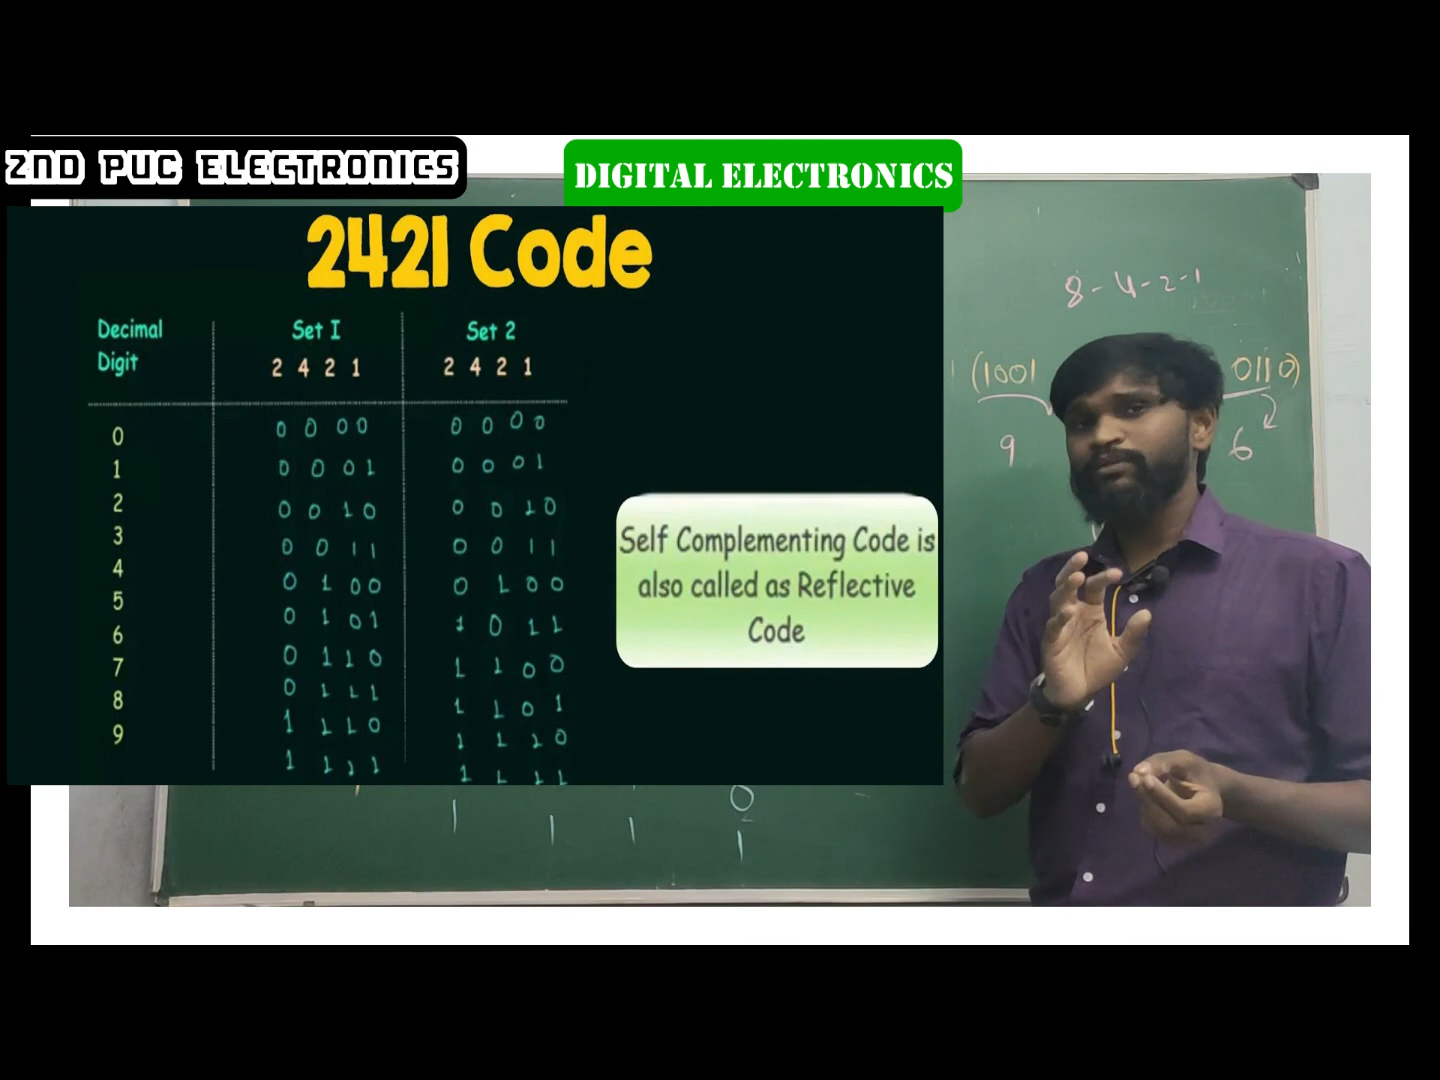 2ND PUC ELECTRONICS
DIGITAL ELECTRONICS
2421 Code
Decimal Digit
Set I
Set 2
2 4 2 1
2 4 2 1
0 0 0 0 0 0 0 0 0
1 0 0 0 1 0 0 0 1
2 0 0 1 0 0 0 1 0
3 0 0 1 1 0 0 1 1
4 0 1 0 0 0 1 0 0
5 0 1 0 1 1 0 1 1
6 0 1 1 0 1 1 0 0
7 0 1 1 1 1 1 0 1
8 1 1 1 0 1 1 1 0
9 1 1 1 1 1 1 1 1
Self Complementing Code is
also called as Reflective
Code
8-4-2-1
(1001
0110)
9
6
0
1 1 1 1